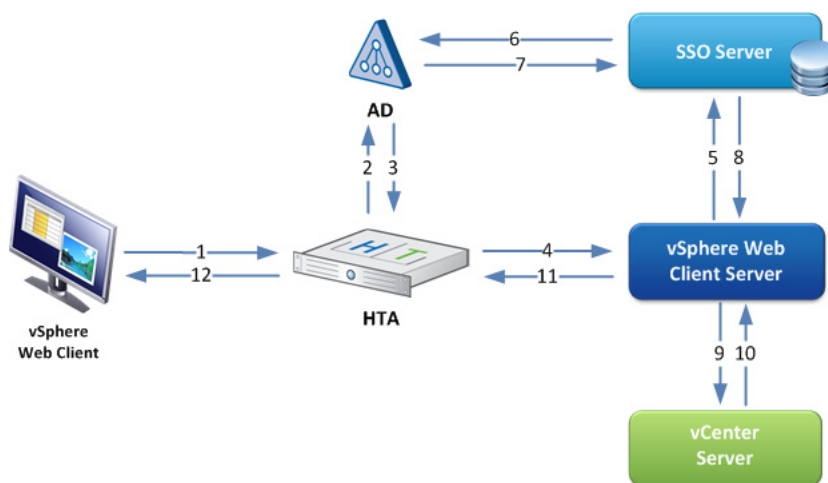 6
SSO Server
7
AD
2
3
5
8
1
4
vSphere Web
Client Server
12
11
H T
HTA
vSphere
Web Client
9
10
vCenter
Server